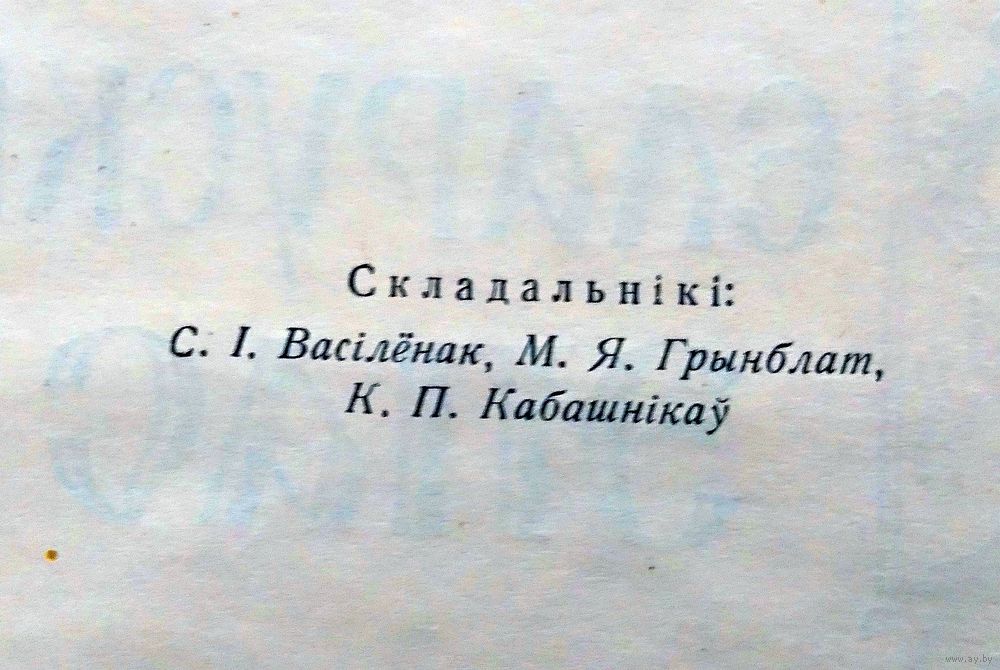 Складальнікі:
С. І. Васілёнак, М. Я. Грынблат,
К. П. Кабашнікаў
www.ay.by